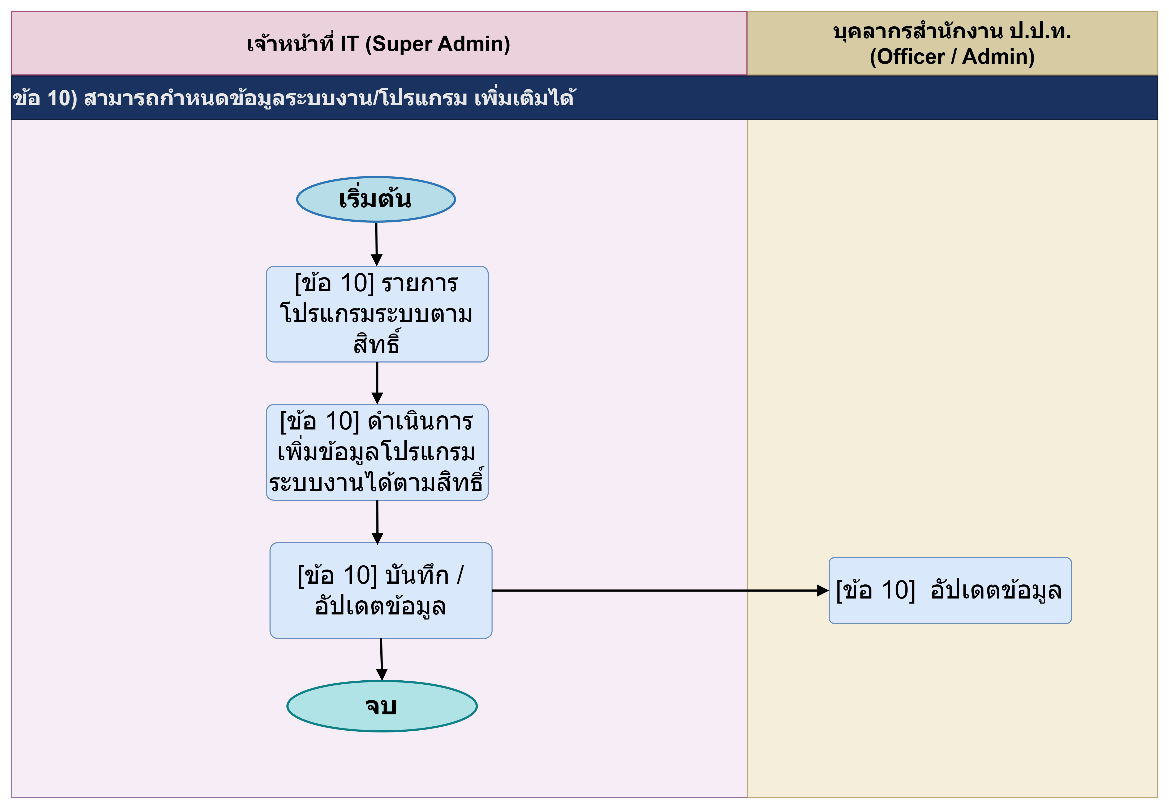 เจ้าหน้าที่ IT (Super Admin)
บุคลากรสำนักงาน ป.ป.ท.
(Officer / Admin)
ข้อ 10) สามารถกำหนดข้อมูลระบบงาน/โปรแกรม เพิ่มเติมได้
เริ่มต้น
[ข้อ 10] รายการ
โปรแกรมระบบตาม
สิทธิ์
[ข้อ 10] ดำเนินการ
เพิ่มข้อมูลโปรแกรม
ระบบงานได้ตามสิทธิ์
[ข้อ 10] บันทึก /
อัปเดตข้อมูล
[ข้อ 10]  อัปเดตข้อมูล
จบ